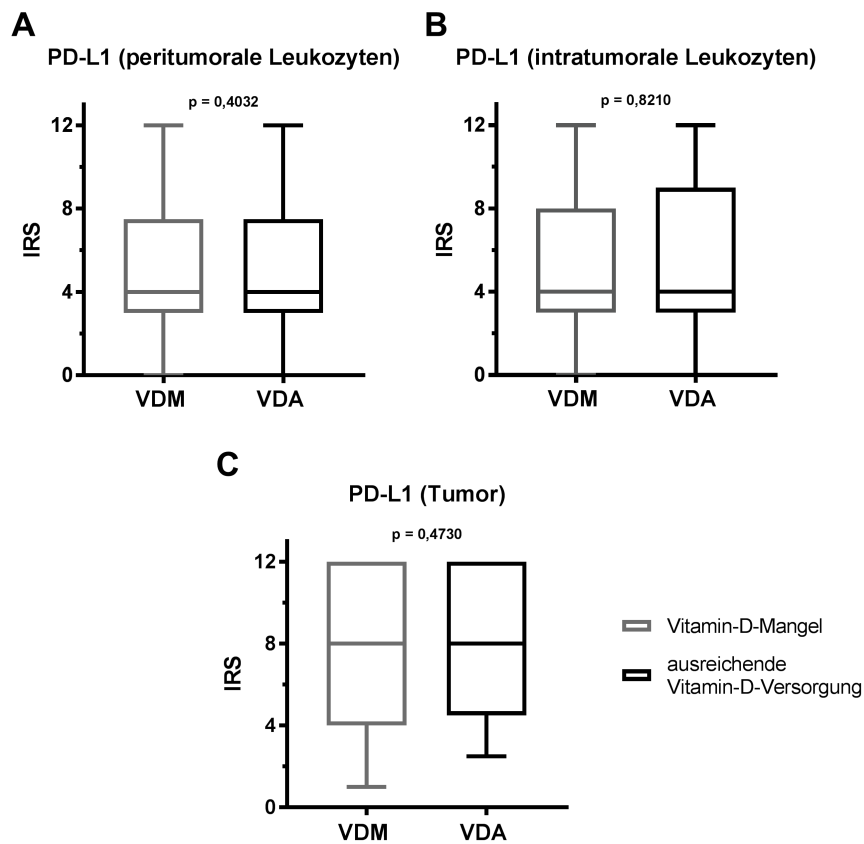 A
PD-L1 (peritumorale Leukozyten)
p = 0,4032
IRS
12
8
4
0
VDM VDA
B
PD-L1 (intratumorale Leukozyten)
p = 0,8210
IRS
12
8
4
0
VDM VDA
C
PD-L1 (Tumor)
p = 0,4730
IRS
12
8
4
0
VDM VDA
Vitamin-D-Mangel
ausreichende
Vitamin-D-Versorgung